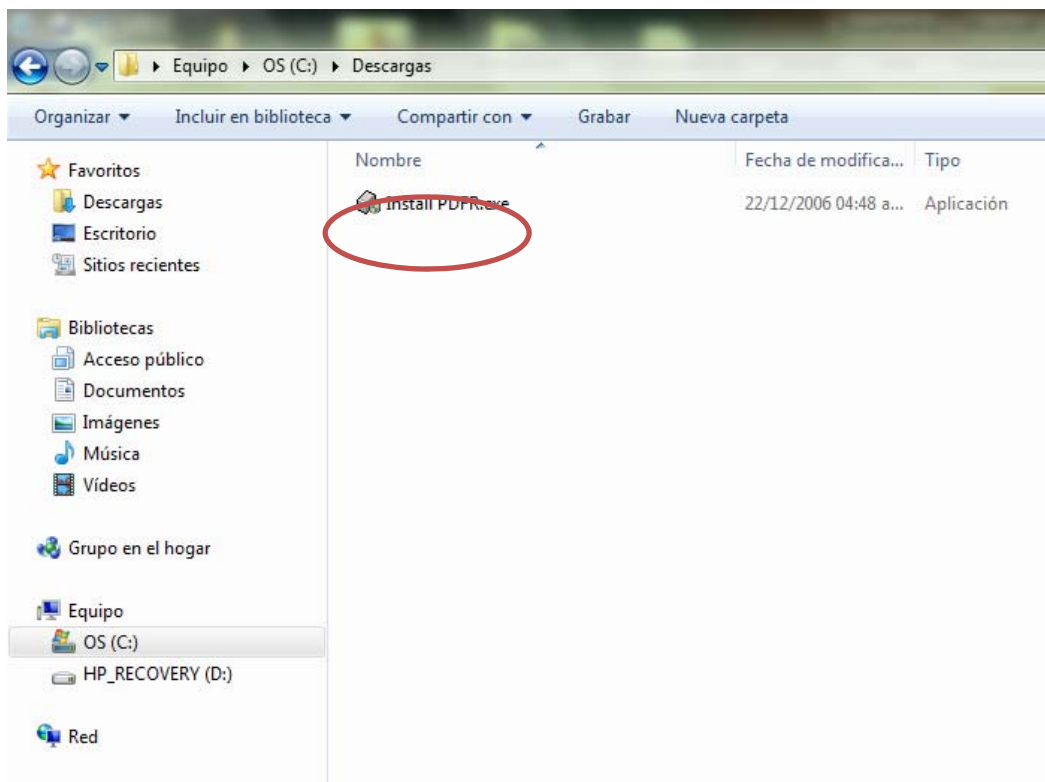 Equipo OS (C:) Descargas
Organizar Incluir en biblioteca Compartir con Grabar Nueva carpeta
Favoritos
Descargas
Escritorio
Sitios recientes
Bibliotecas
Acceso público
Documentos
Imágenes
Música
Vídeos
Grupo en el hogar
Equipo
OS (C:)
HP_RECOVERY (D:)
Red
Nombre Fecha de modifica... Tipo
Install PDFR.exe 22/12/2006 04:48 a... Aplicación